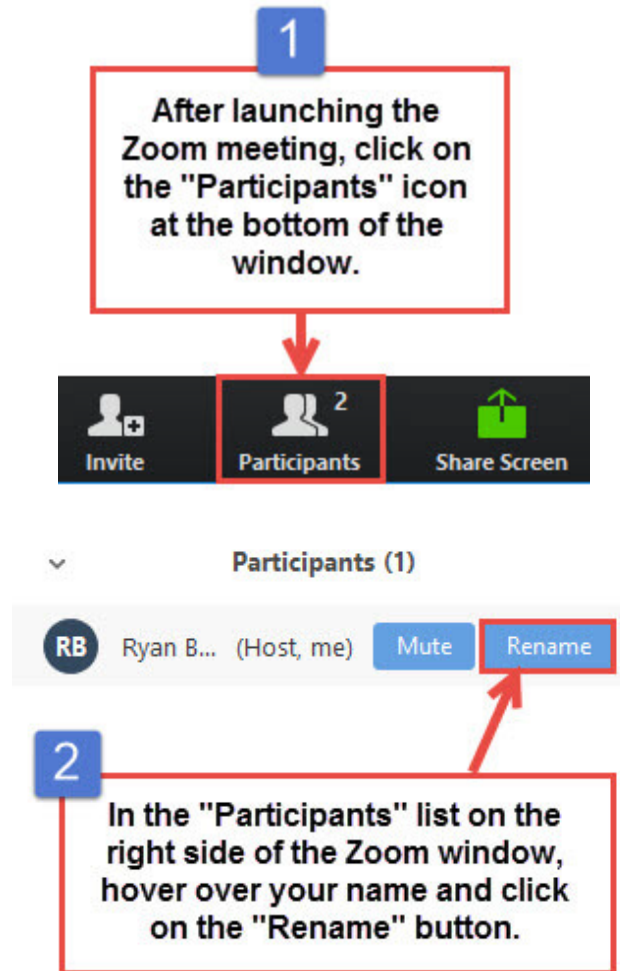 1
After launching the
Zoom meeting, click on
the "Participants" icon
at the bottom of the
window.
2
Invite
Participants
Share Screen
Participants (1)
RB Ryan B... (Host, me) Mute Rename
2
In the "Participants" list on the
right side of the Zoom window,
hover over your name and click
on the "Rename" button.